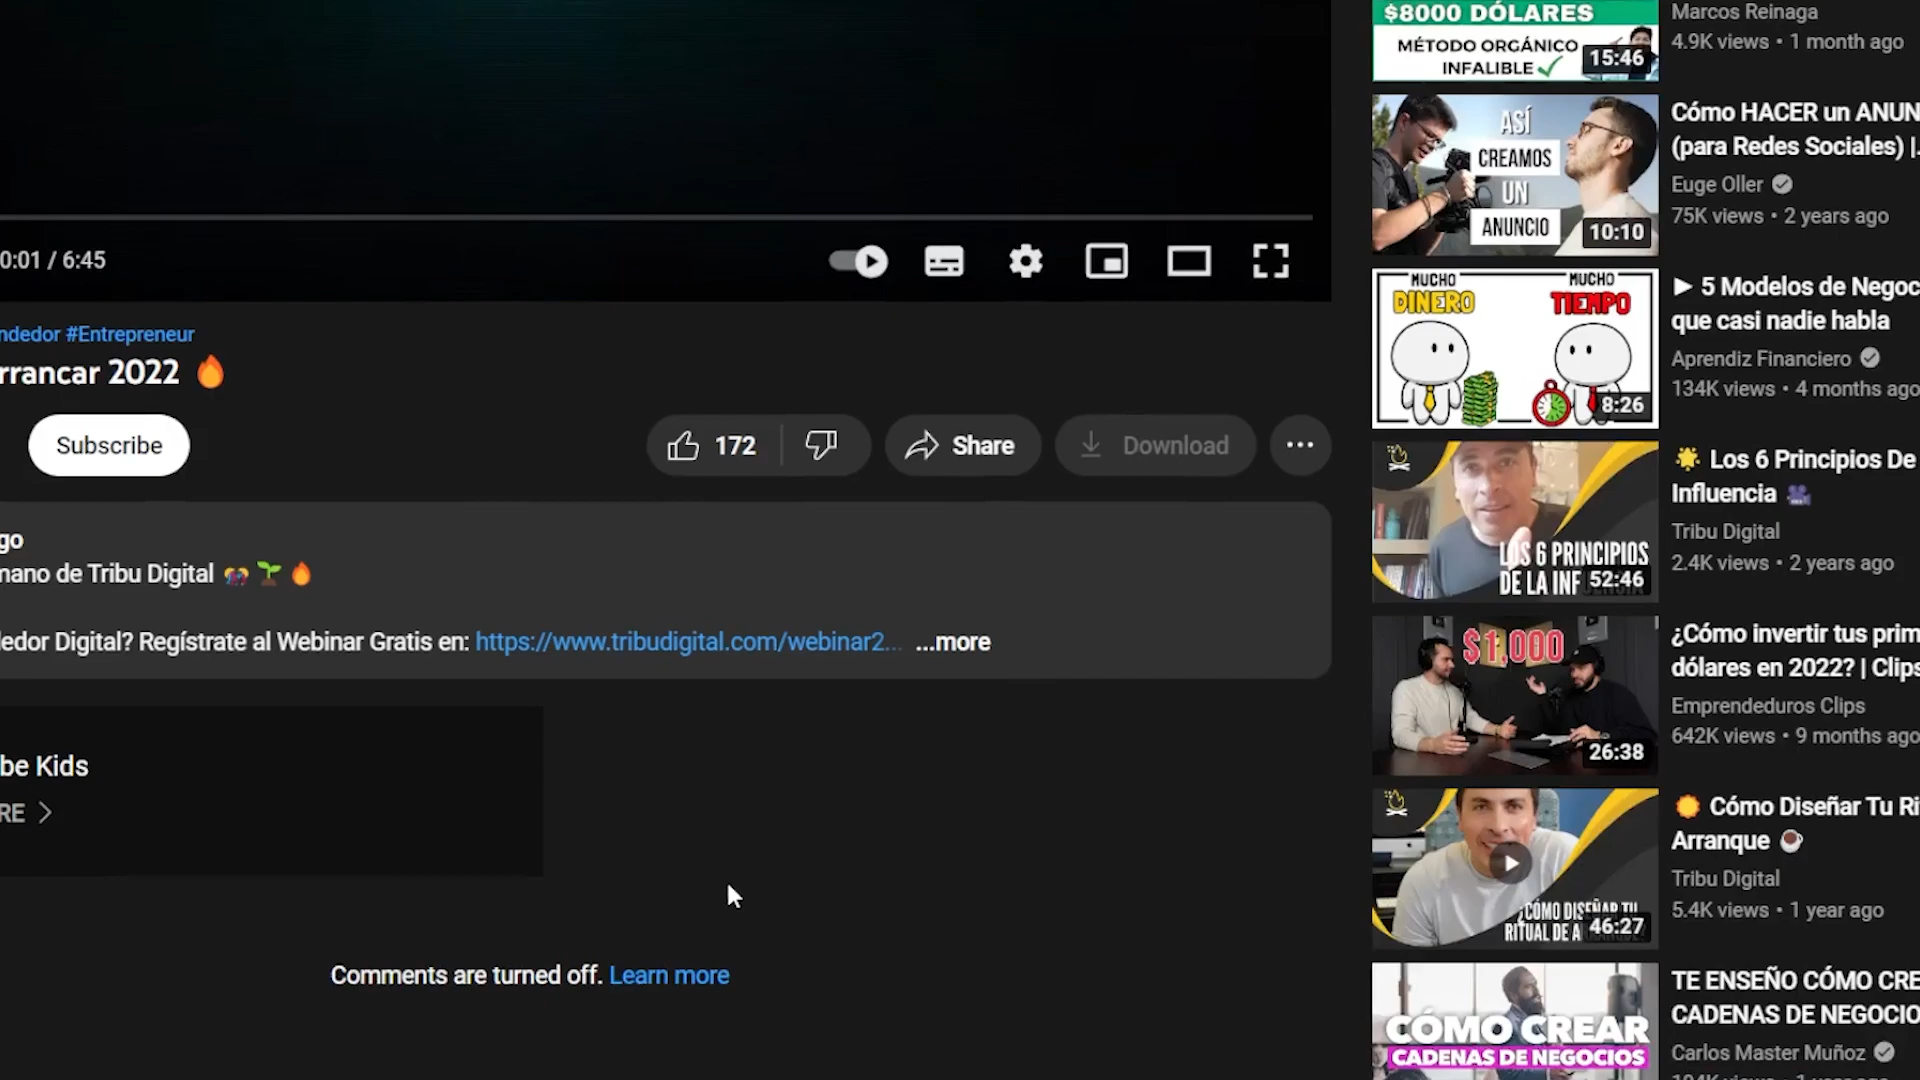 0:01 / 6:45
#Entrepreneur
2022 🔥
Subscribe
172
Share
Download
de Tribu Digital
Digital? Regístrate al Webinar Gratis en: https://www.tribudigital.com/webinar2... ...more
be Kids
RE
Comments are turned off. Learn more
$8000 DÓLARES
MÉTODO ORGÁNICO
INFALIBLE
15:46
Marcos Reinaga
4.9K views • 1 month ago
ASÍ
CREAMOS
UN
ANUNCIO
10:10
Cómo HACER un ANUN
(para Redes Sociales) |.
Euge Oller
75K views • 2 years ago
MUCHO
DINERO
MUCHO
TIEMPO
8:26
► 5 Modelos de Negoc
que casi nadie habla
Aprendiz Financiero
134K views • 4 months ago
LOS 6 PRINCIPIOS
DE LA INF
52:46
🌟 Los 6 Principios De
Influencia 🎥
Tribu Digital
2.4K views • 2 years ago
$1,000
26:38
¿Cómo invertir tus prim
dólares en 2022? | Clips
Emprendeduros Clips
642K views • 9 months ago
¿CÓMO DISEÑAR TU
RITUAL DE A
46:27
Cómo Diseñar Tu Ri
Arranque ☕
Tribu Digital
5.4K views • 1 year ago
CÓMO CREAR
CADENAS DE NEGOCIOS
TE ENSEÑO CÓMO CRE
CADENAS DE NEGOCIO
Carlos Master Muñoz